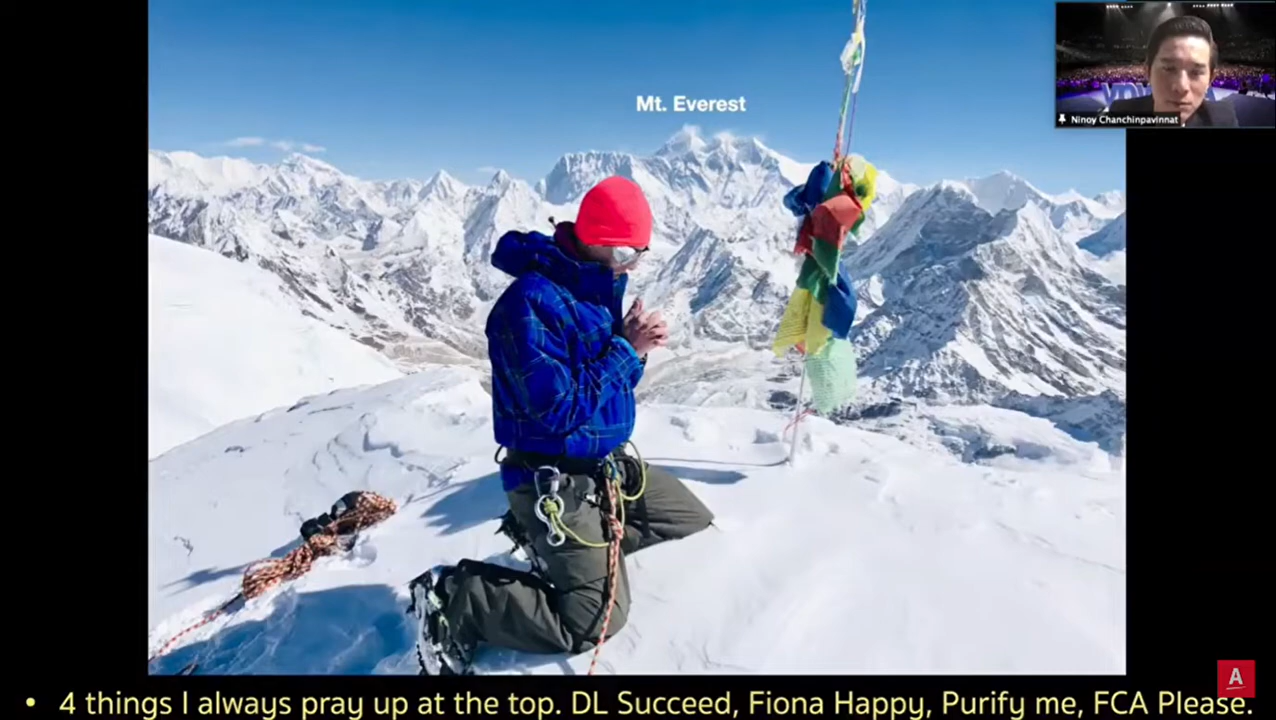 Mt. Everest
Ninoy Chanchinpavinnat
• 4 things I always pray up at the top. DL Succeed, Fiona Happy, Purify me, FCA Please.
A